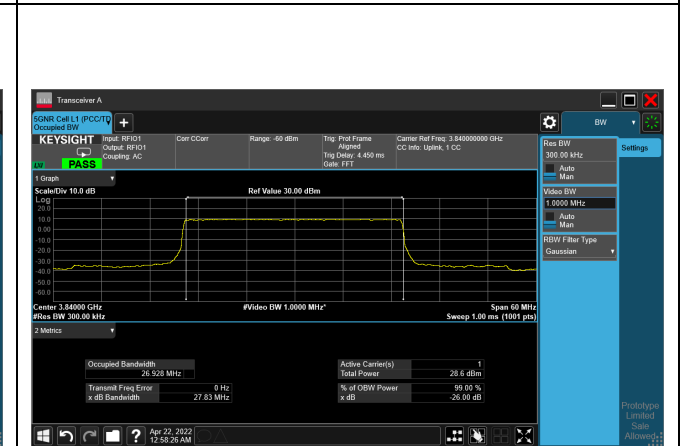 Transceiver A
5GNR Cell L1 (PCC/TD
Occupied BW
KEYSIGHT
PASS
Input: RFIO1
Output: RFIO1
Coupling: AC
Corr CCorr
Range: -60 dBm
Trig: Prot Frame
Aligned
Trig Delay: 4.450 ms
Gate: FFT
Carrier Ref Freq: 3.840000000 GHz
CC Info: Uplink, 1 CC
1 Graph
Scale/Div 10.0 dB
Ref Value 30.00 dBm
Log
20.0
10.0
0.00
-10.0
-20.0
-30.0
-40.0
-50.0
-60.0
Center 3.84000 GHz
#Video BW 1.0000 MHz*
Span 60 MHz
#Res BW 300.00 kHz
Sweep 1.00 ms (1001 pts)
2 Metrics
Occupied Bandwidth
26.928 MHz
Active Carrier(s) 1
Total Power 28.6 dBm
Transmit Freq Error 0 Hz
x dB Bandwidth 27.83 MHz
% of OBW Power 99.00 %
x dB -26.00 dB
BW
Settings
Res BW
300.00 kHz
Auto
Man
Video BW
1.0000 MHz
Auto
Man
RBW Filter Type
Gaussian
Prototype
Limited
Sale
Allowed
Apr 22, 2022
12:58:26 AM